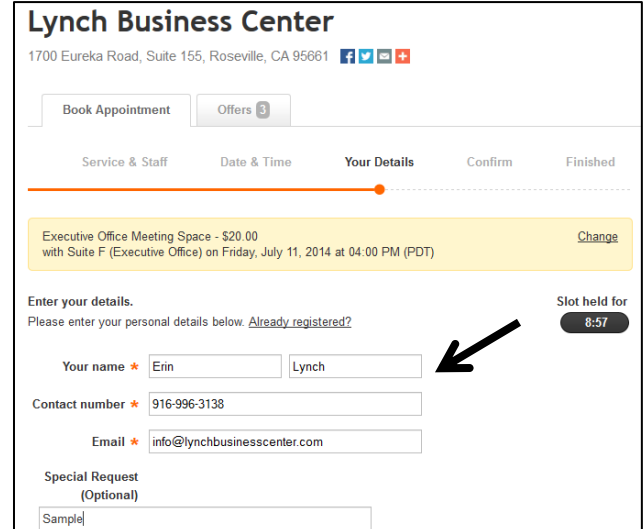 Lynch Business Center
1700 Eureka Road, Suite 155, Roseville, CA 95661
Book Appointment Offers 3
Service & Staff Date & Time Your Details Confirm Finished
Executive Office Meeting Space - $20.00 Change
with Suite F (Executive Office) on Friday, July 11, 2014 at 04:00 PM (PDT)
Enter your details. Slot held for
Please enter your personal details below. Already registered? 8:57
Your name * Erin Lynch
Contact number * 916-996-3138
Email * info@lynchbusinesscenter.com
Special Request
(Optional)
Sample